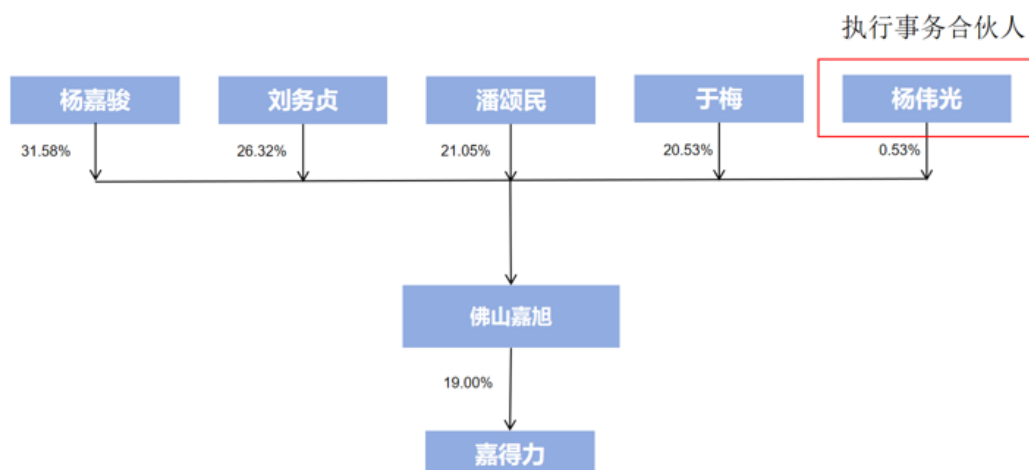 执行事务合伙人
杨嘉骏
刘务贞
潘颂民
于梅
杨伟光
31.58%
26.32%
21.05%
20.53%
0.53%
佛山嘉旭
19.00%
嘉得力